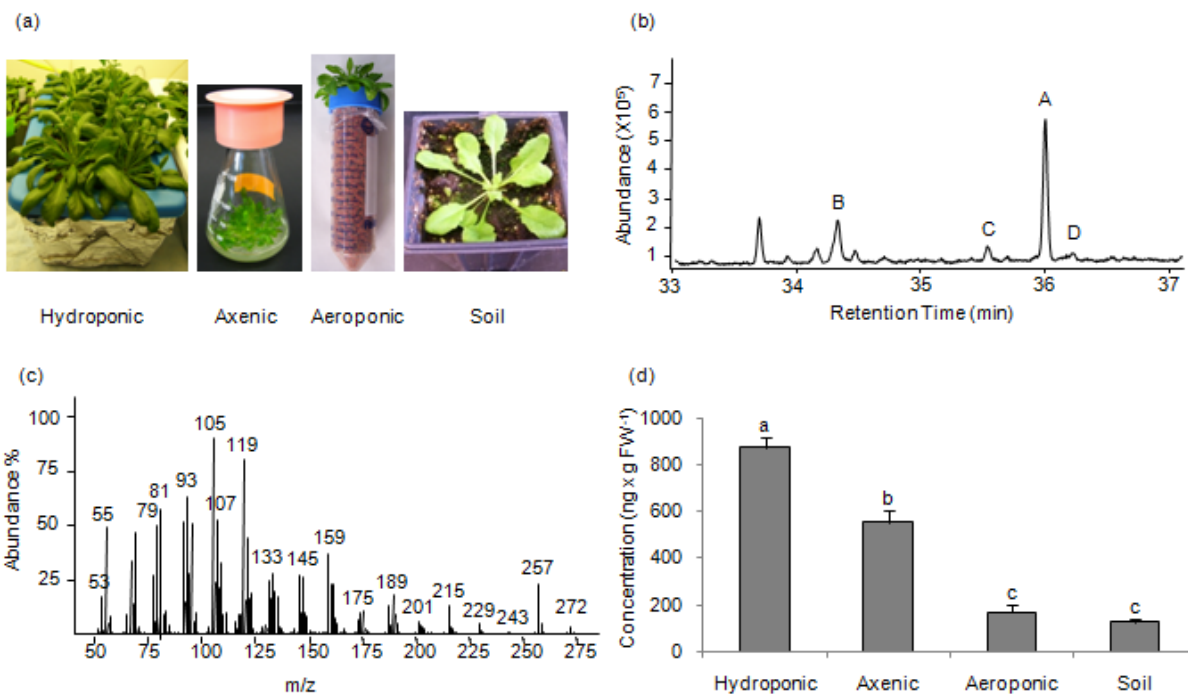 (a)
Hydroponic
Axenic
Aeroponic
Soil
(b)
Abundance (X10⁵)
7
6
5
4
3
2
1
A
B
C
D
33
34
35
36
37
Retention Time (min)
(c)
Abundance %
100
75
50
25
53
55
79
81
93
105
107
119
133
145
159
175
189
201
215
229
243
257
272
50
75
100
125
150
175
200
225
250
275
m/z
(d)
Concentration (ng x g FW⁻¹)
1000
800
600
400
200
0
a
b
c
c
Hydroponic
Axenic
Aeroponic
Soil